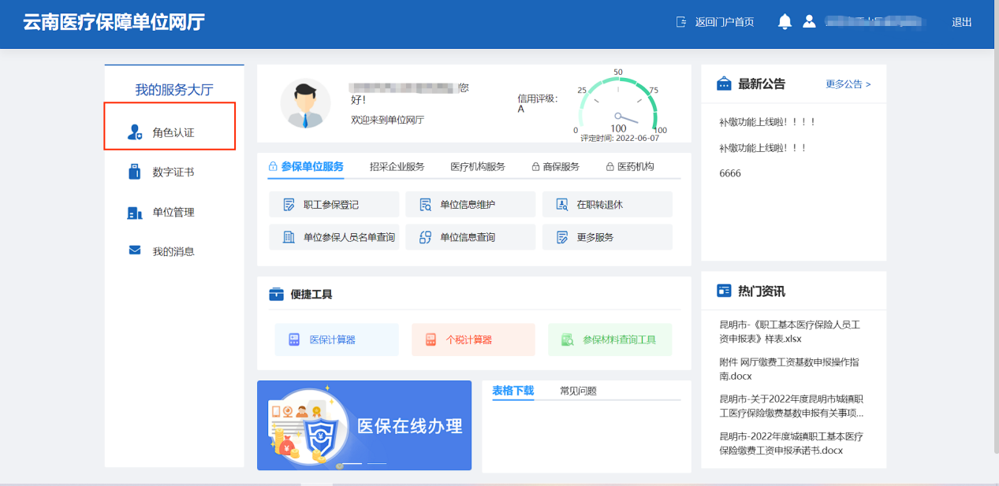 云南医疗保障单位网厅
返回门户首页
退出
我的服务大厅
角色认证
数字证书
单位管理
我的消息
您
好！
欢迎来到单位网厅
信用评级：
A
0
25
50
75
100
100
评定时间: 2022-06-07
参保单位服务
招采企业服务
医疗机构服务
商保服务
医药机构
职工参保登记
单位信息维护
在职转退休
单位参保人员名单查询
单位信息查询
更多服务
便捷工具
医保计算器
个税计算器
参保材料查询工具
医保在线办理
表格下载
常见问题
最新公告
更多公告 >
补缴功能上线啦！！！！
补缴功能上线啦！！！
6666
热门资讯
昆明市-《职工基本医疗保险人员工
资申报表》样表.xlsx
附件 网厅缴费工资基数申报操作指
南.docx
昆明市-关于2022年度昆明市城镇职
工医疗保险缴费基数申报有关事项...
昆明市-2022年度城镇职工基本医疗
保险缴费工资申报承诺书.docx